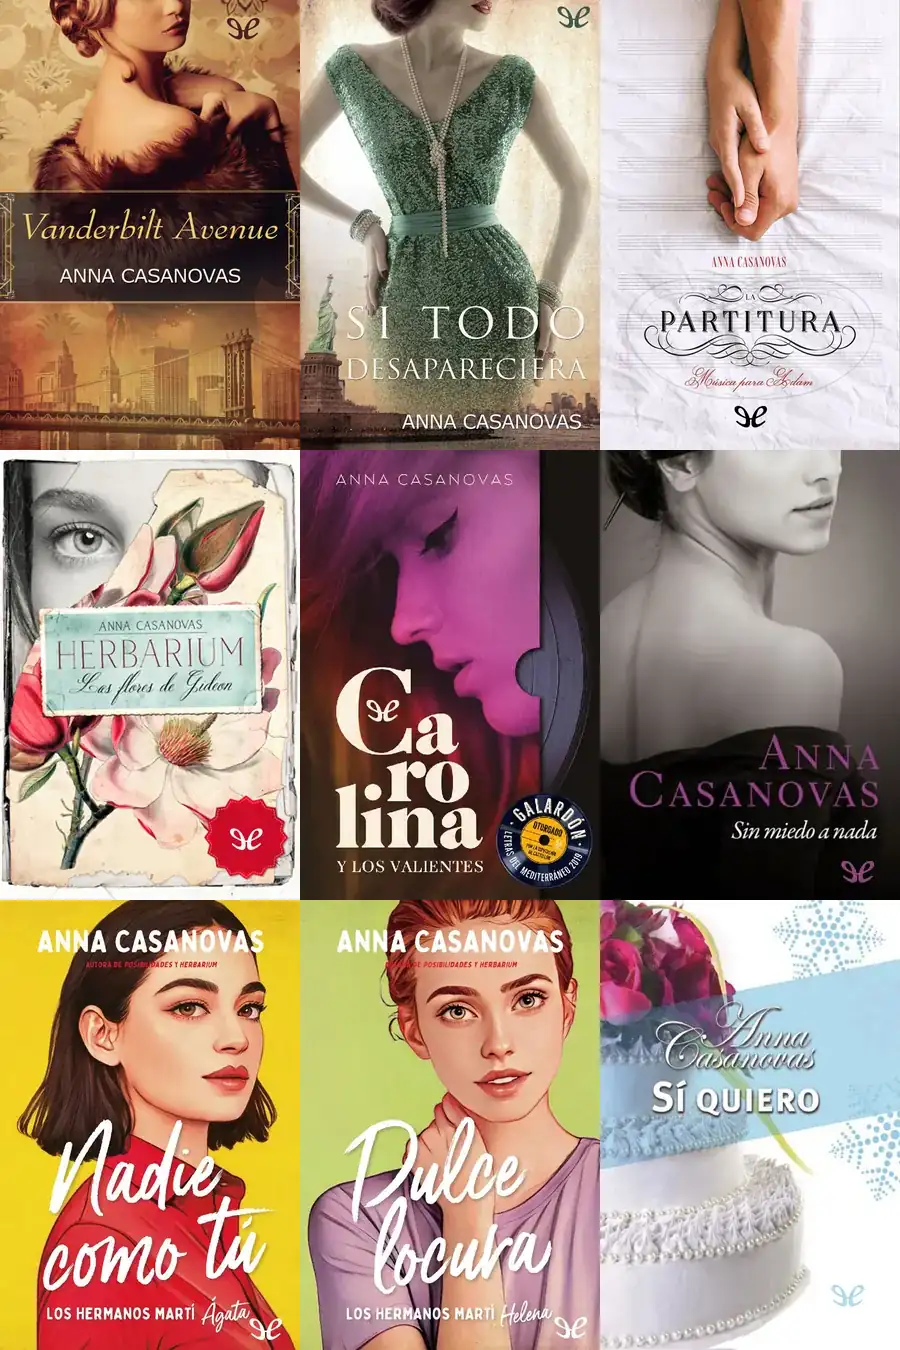 Vanderbilt Avenue
ANNA CASANOVAS
SI TODO
DESAPARECIERA
ANNA CASANOVAS
ANNA CASANOVAS
LA
PARTITURA
Música para Adam
ANNA CASANOVAS
HERBARIUM
Las flores de Gideon
ANNA CASANOVAS
Ca
ro
lina
Y LOS VALIENTES
GALARDÓN
OTORGADO
LETRAS DEL MEDITERRÁNEO 2019
ANNA
CASANOVAS
Sin miedo a nada
ANNA CASANOVAS
AUTORA DE POSIBILIDADES Y HERBARIUM
Nadie
como tú
LOS HERMANOS MARTÍ Ágata
ANNA CASANOVAS
AUTORA DE POSIBILIDADES Y HERBARIUM
Dulce
locura
LOS HERMANOS MARTÍ Helena
Anna
Casanovas
SÍ QUIERO